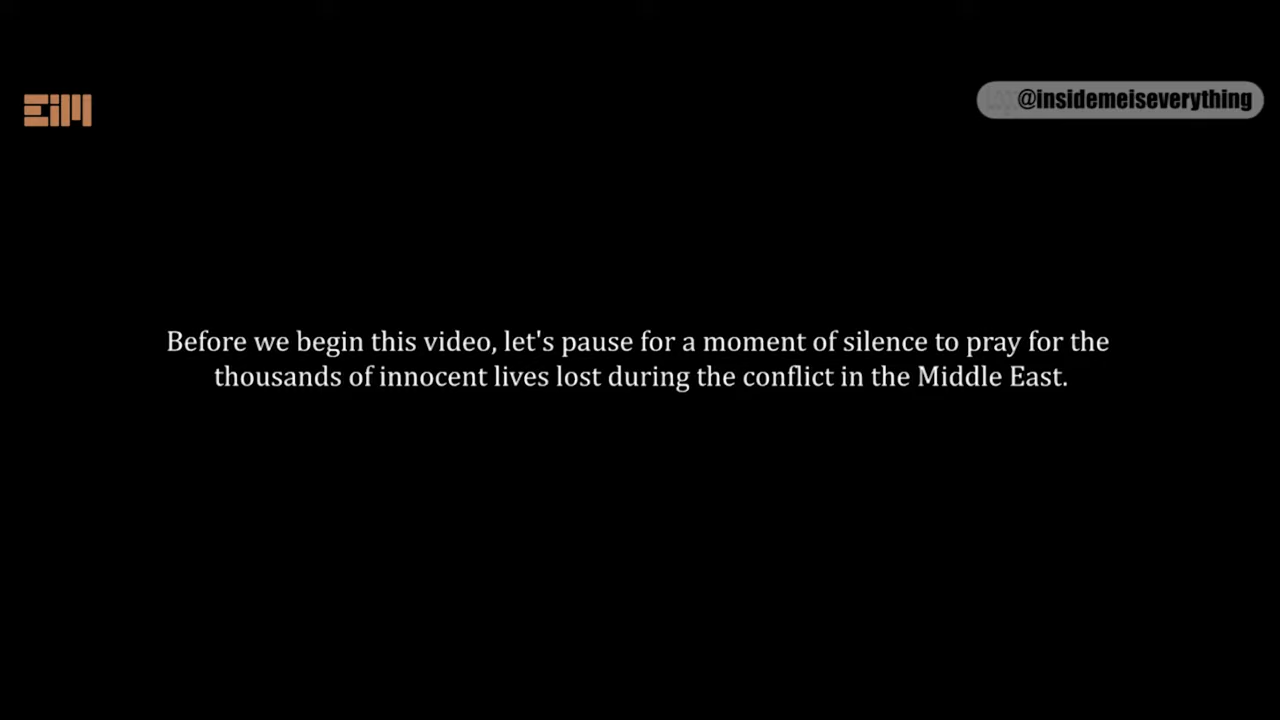 EiM
@insidemeiseverything
Before we begin this video, let's pause for a moment of silence to pray for the
thousands of innocent lives lost during the conflict in the Middle East.